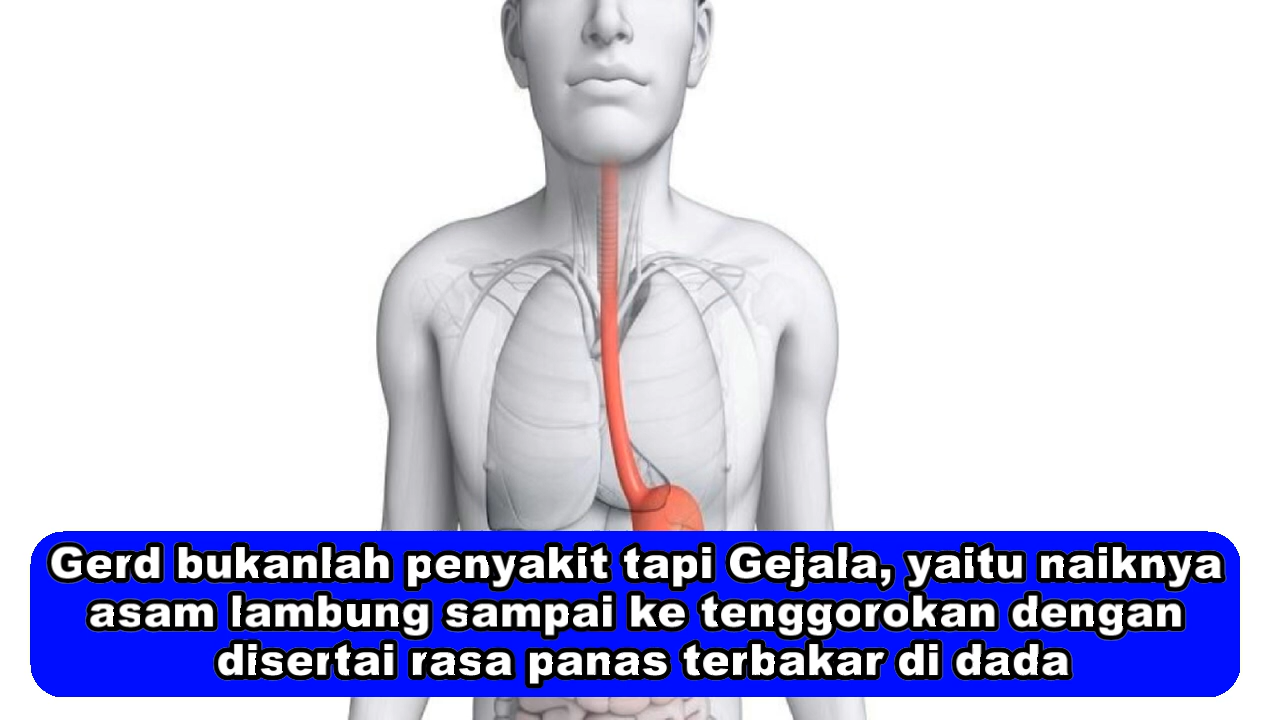 Gerd bukanlah penyakit tapi Gejala, yaitu naiknya
asam lambung sampai ke tenggorokan dengan
disertai rasa panas terbakar di dada